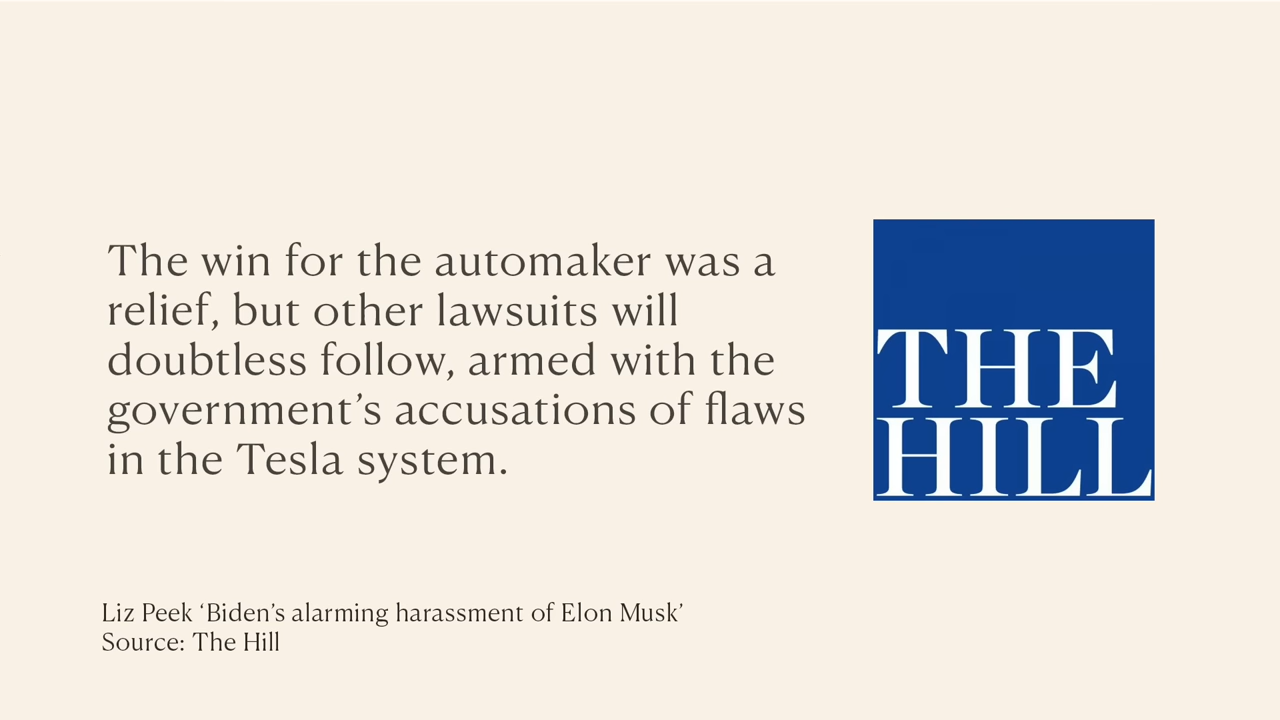 The win for the automaker was a
relief, but other lawsuits will
doubtless follow, armed with the
government’s accusations of flaws
in the Tesla system.
THE
HILL
Liz Peek ‘Biden’s alarming harassment of Elon Musk’
Source: The Hill